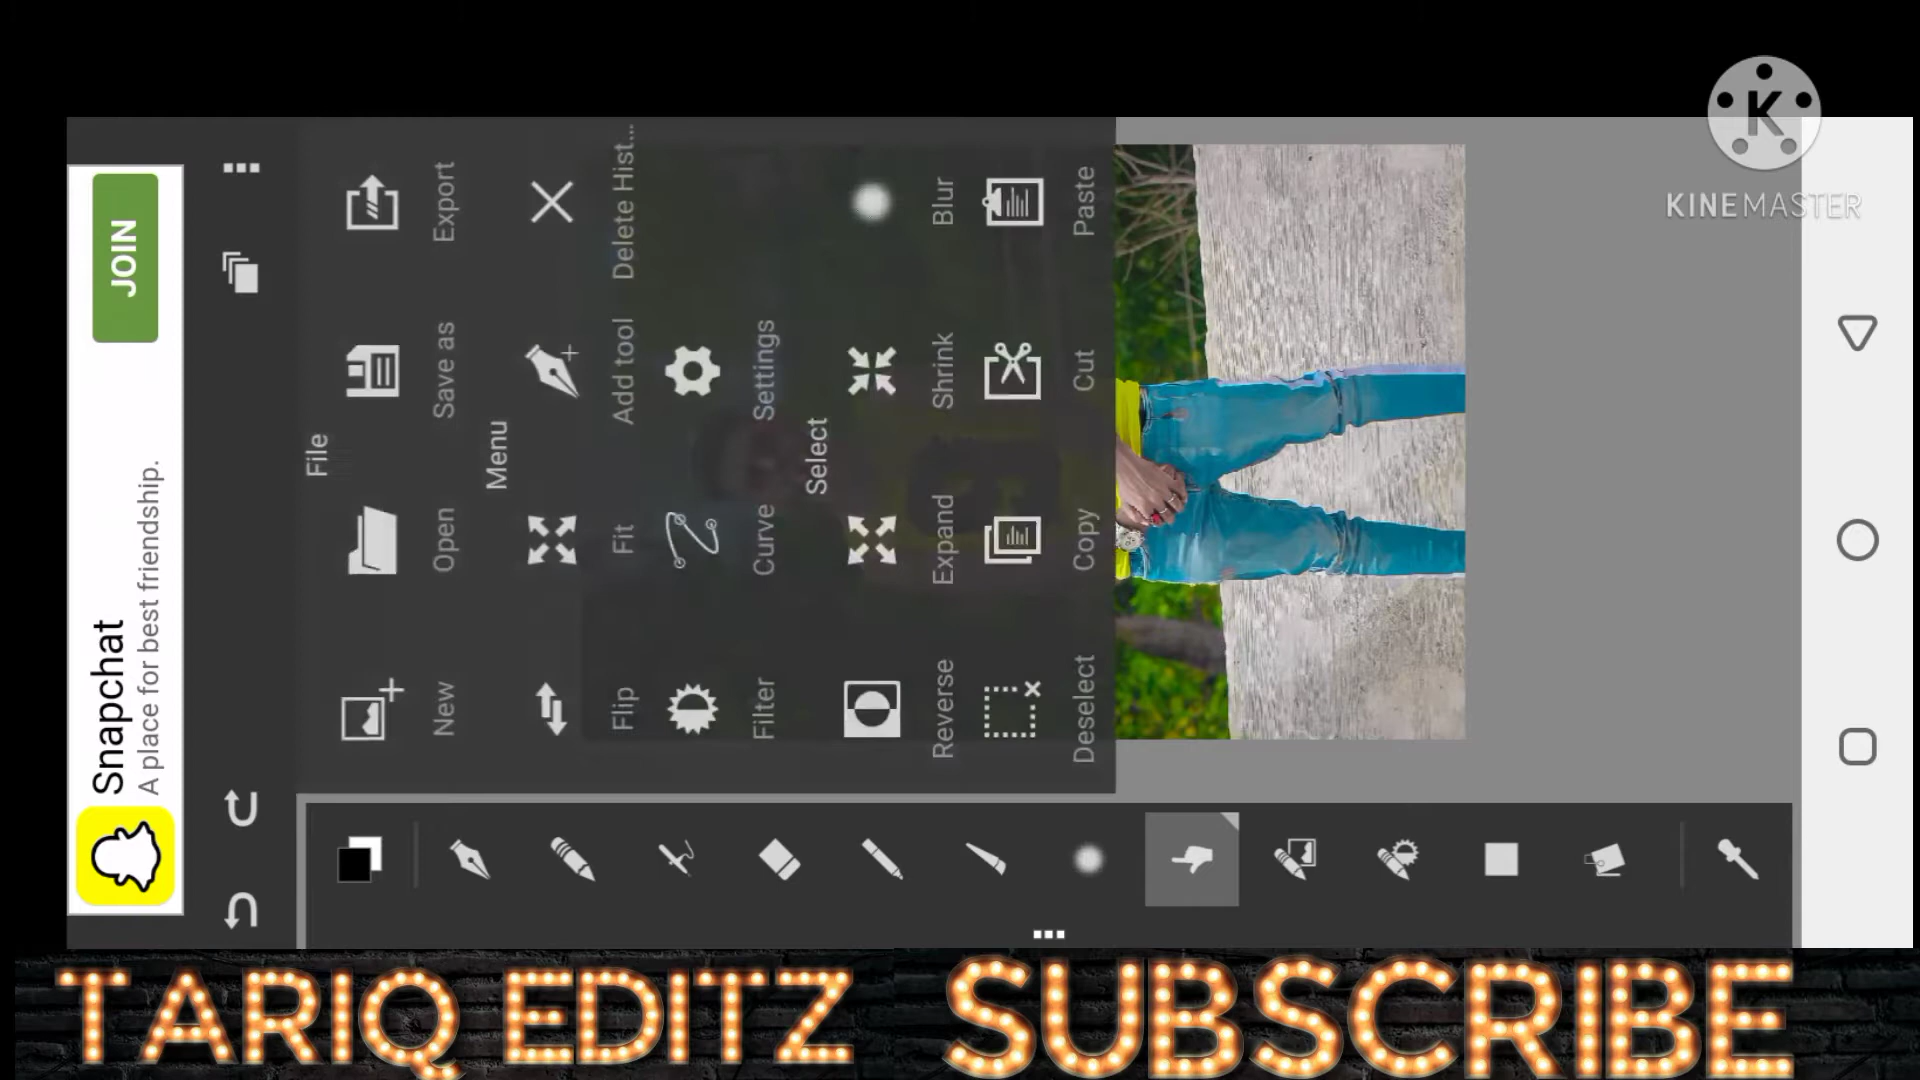 Snapchat
A place for best friendship.
JOIN
File
New
Open
Save as
Export
Menu
Flip
Fit
Add tool
Delete Hist...
Filter
Curve
Settings
Select
Reverse
Expand
Shrink
Blur
Deselect
Copy
Cut
Paste
K
KINEMASTER
TARIQ EDITZ SUBSCRIBE